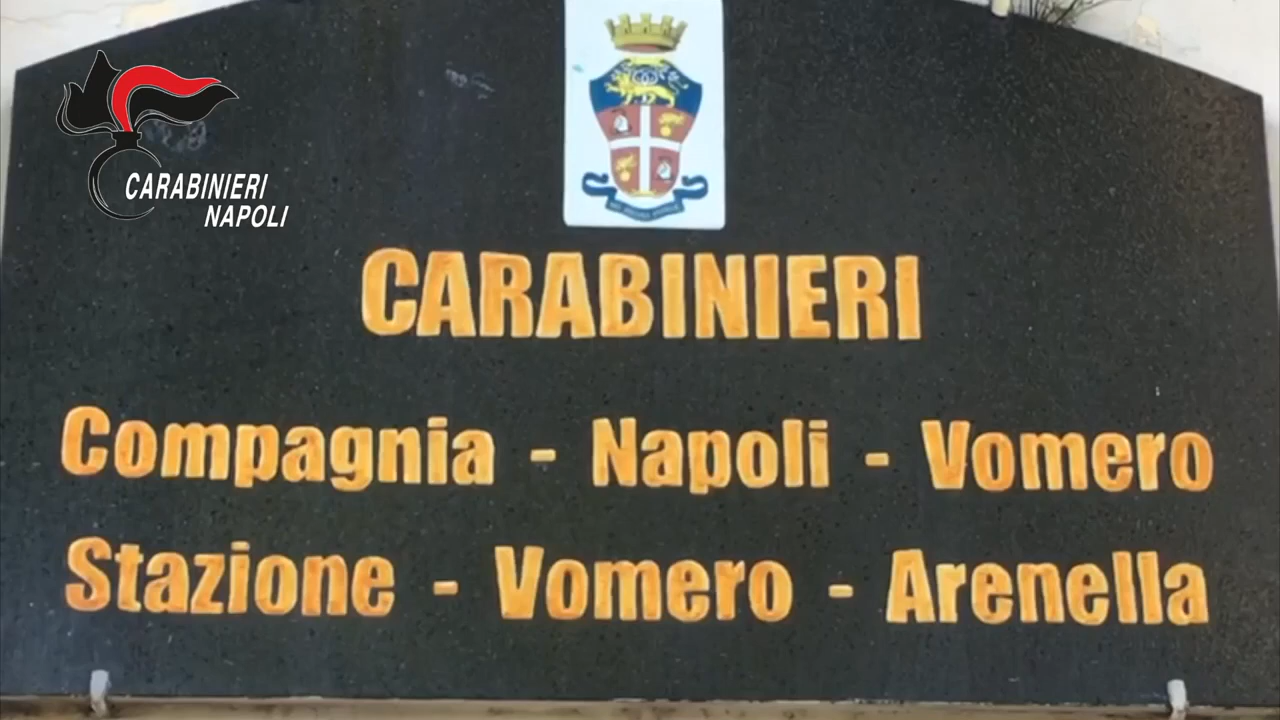 CARABINIERI
NAPOLI
CARABINIERI
Compagnia - Napoli - Vomero
Stazione - Vomero - Arenella